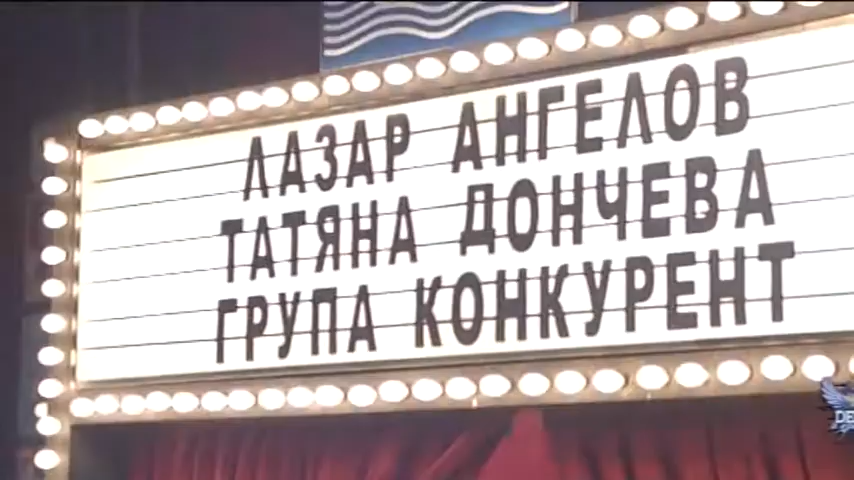 ЛАЗАР АНГЕЛОВ
ТАТЯНА ДОНЧЕВА
ГРУПА КОНКУРЕНТ